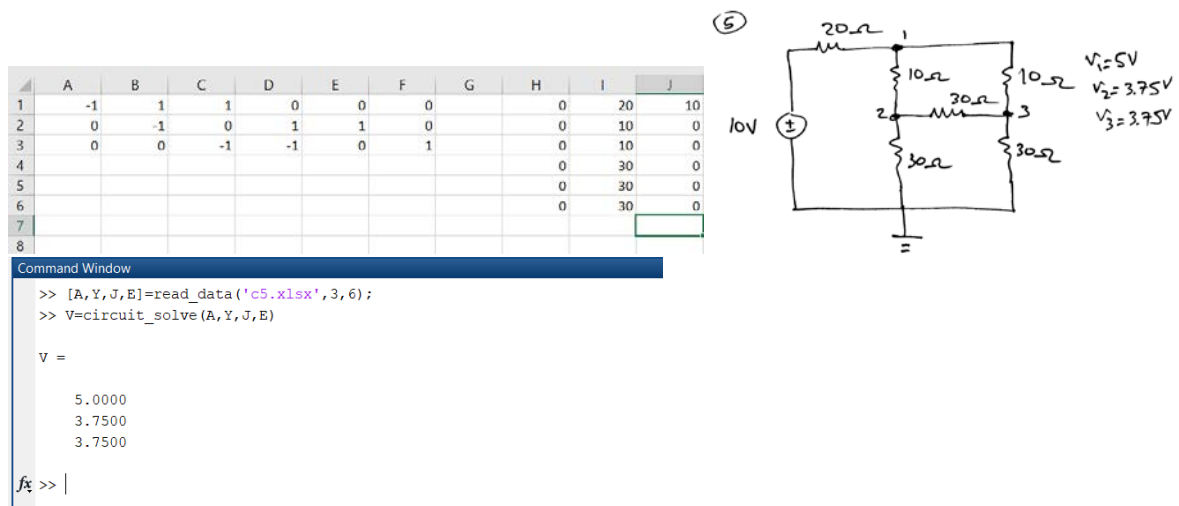 A B C D E F G H I J
1 -1 1 1 0 0 0 0 20 10
2 0 -1 0 1 1 0 0 10 0
3 0 0 -1 -1 0 1 0 10 0
4 0 30 0
5 0 30 0
6 0 30 0
7
8
Command Window
>> [A,Y,J,E]=read_data('c5.xlsx',3,6);
>> V=circuit_solve(A,Y,J,E)
V =
5.0000
3.7500
3.7500
fx >>
5
20Ω 1
10Ω 10Ω
V₁=5V
V₂=3.75V
V₃=3.75V
10V ± 2 30Ω 3
30Ω 30Ω